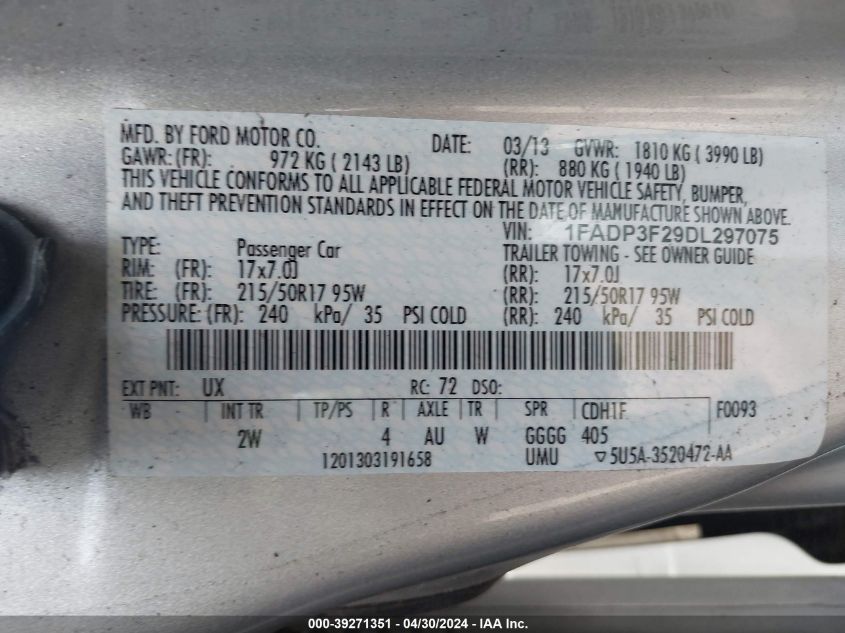 MFD. BY FORD MOTOR CO. DATE: 03/13 GVWR: 1810 KG ( 3990 LB)
GAWR: (FR): 972 KG ( 2143 LB) (RR): 880 KG ( 1940 LB)
THIS VEHICLE CONFORMS TO ALL APPLICABLE FEDERAL MOTOR VEHICLE SAFETY, BUMPER,
AND THEFT PREVENTION STANDARDS IN EFFECT ON THE DATE OF MANUFACTURE SHOWN ABOVE.
VIN: 1FADP3F29DL297075
TYPE: Passenger Car TRAILER TOWING - SEE OWNER GUIDE
RIM: (FR): 17x7.0J (RR): 17x7.0J
TIRE: (FR): 215/50R17 95W (RR): 215/50R17 95W
PRESSURE: (FR): 240 kPa/ 35 PSI COLD (RR): 240 kPa/ 35 PSI COLD
EXT PNT: UX RC: 72 DSO:
WB INT TR TP/PS R AXLE TR SPR CDH1F F0093
2W 4 AU W GGGG 405
1201303191658 UMU ▽5U5A-3520472-AA
000-39271351 - 04/30/2024 - IAA Inc.